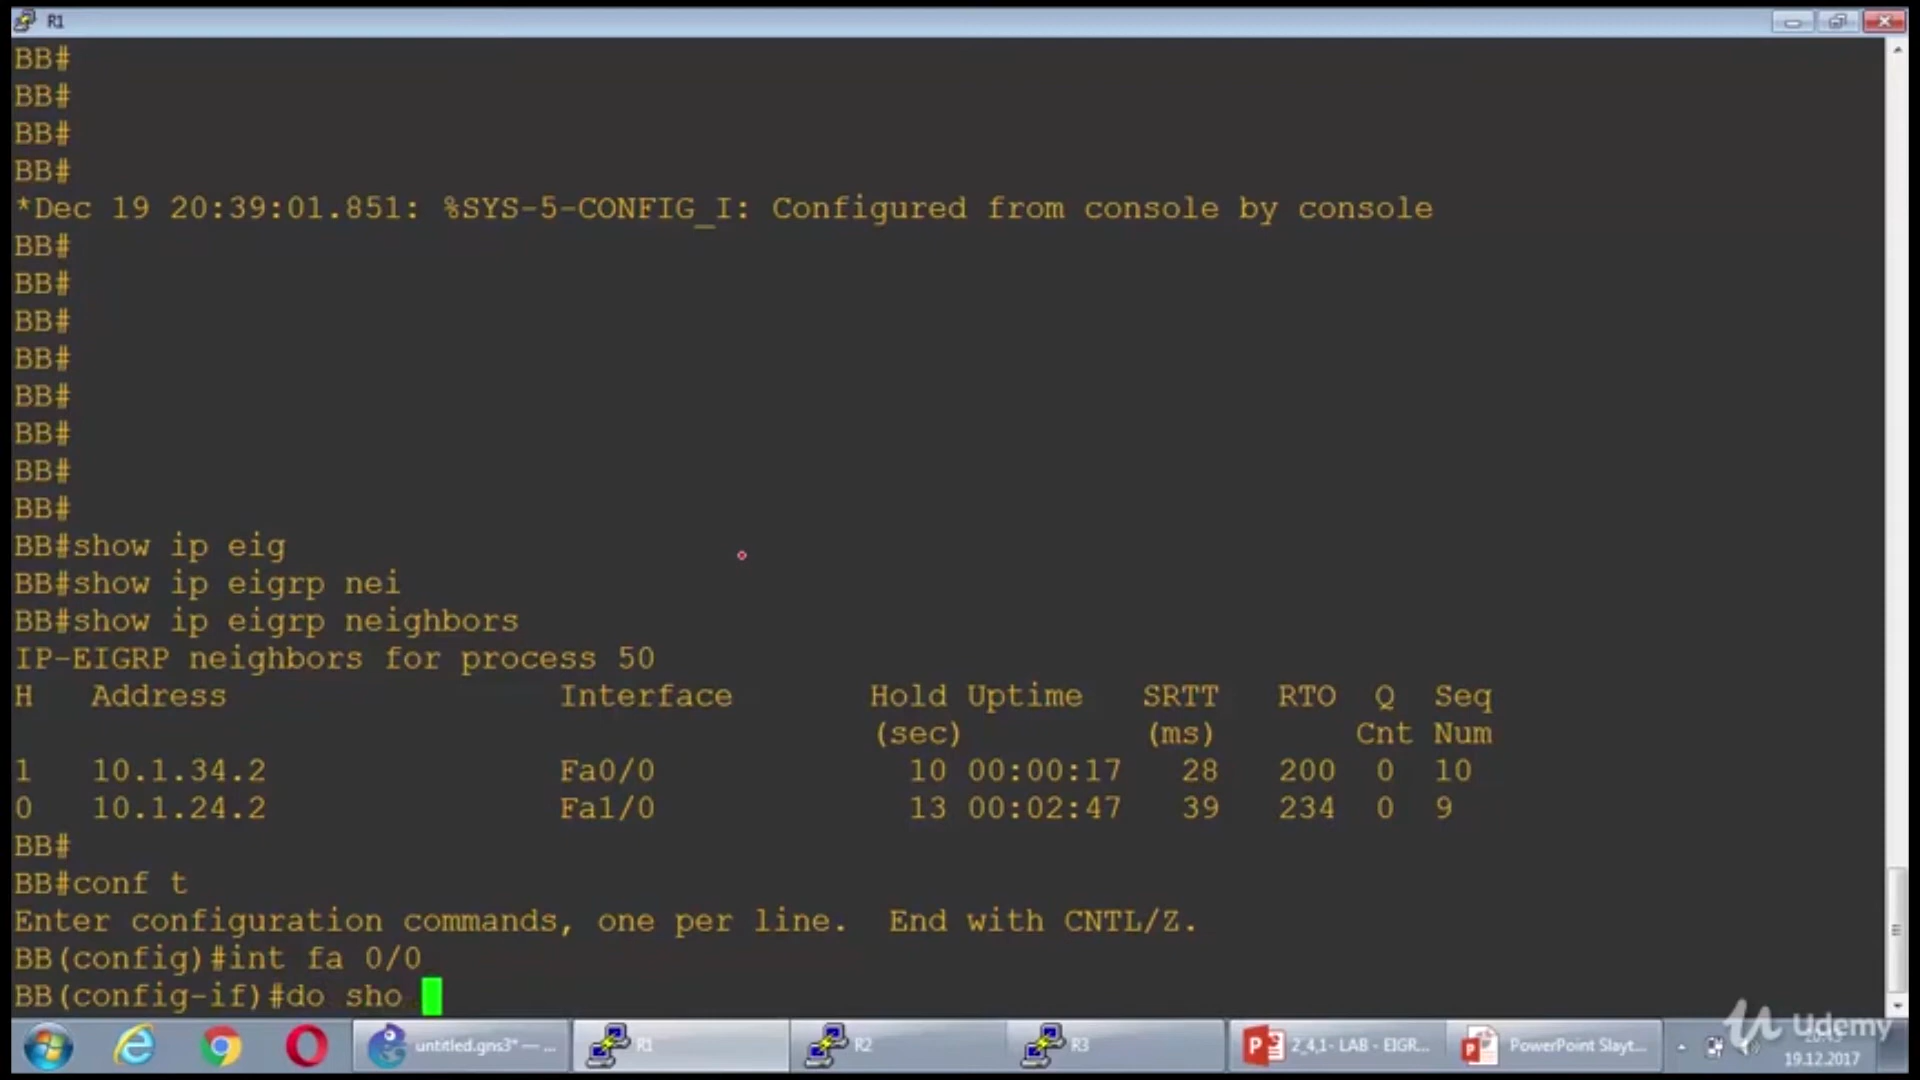 R1
BB#
BB#
BB#
BB#
*Dec 19 20:39:01.851: %SYS-5-CONFIG_I: Configured from console by console
BB#
BB#
BB#
BB#
BB#
BB#
BB#
BB#
BB#show ip eig
BB#show ip eigrp nei
BB#show ip eigrp neighbors
IP-EIGRP neighbors for process 50
H Address Interface Hold Uptime SRTT RTO Q Seq
(sec) (ms) Cnt Num
1 10.1.34.2 Fa0/0 10 00:00:17 28 200 0 10
0 10.1.24.2 Fa1/0 13 00:02:47 39 234 0 9
BB#
BB#conf t
Enter configuration commands, one per line. End with CNTL/Z.
BB(config)#int fa 0/0
BB(config-if)#do sho
untitled.gns3* — ...
R1
R2
R3
2_4,1- LAB - EIGR...
PowerPoint Slayt...
Udemy
19.12.2017